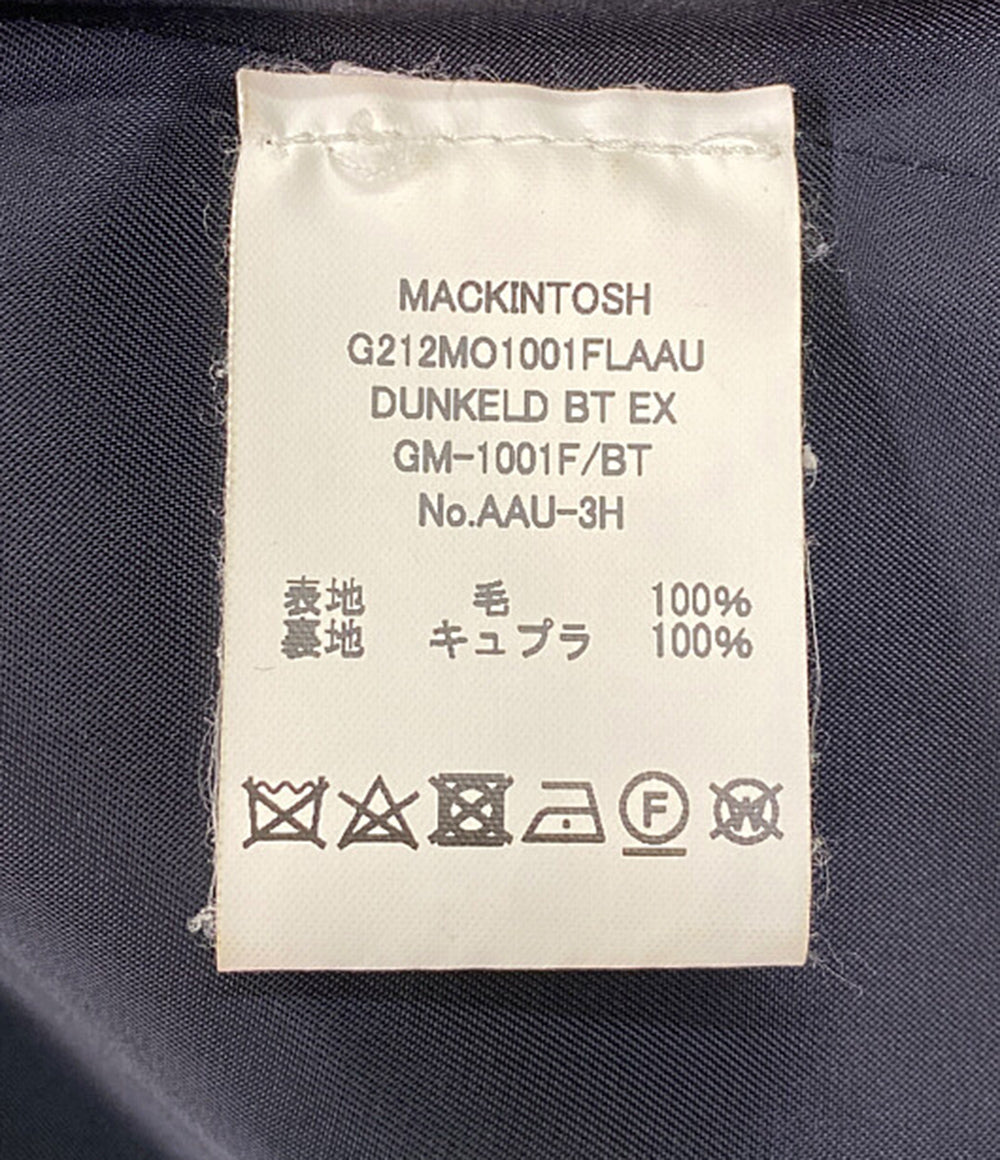 MACKINTOSH
G212MO1001FLAAU
DUNKELD BT EX
GM-1001F/BT
No.AAU-3H
表地 毛 100%
裏地 キュプラ 100%
F W